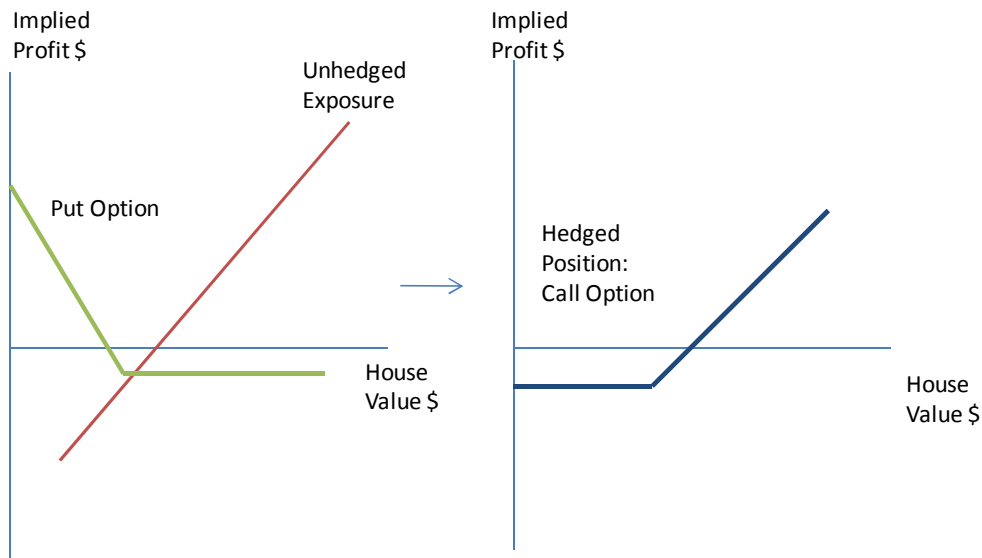 Implied
Profit $
Unhedged
Exposure
Put Option
House
Value $
Implied
Profit $
Hedged
Position:
Call Option
House
Value $